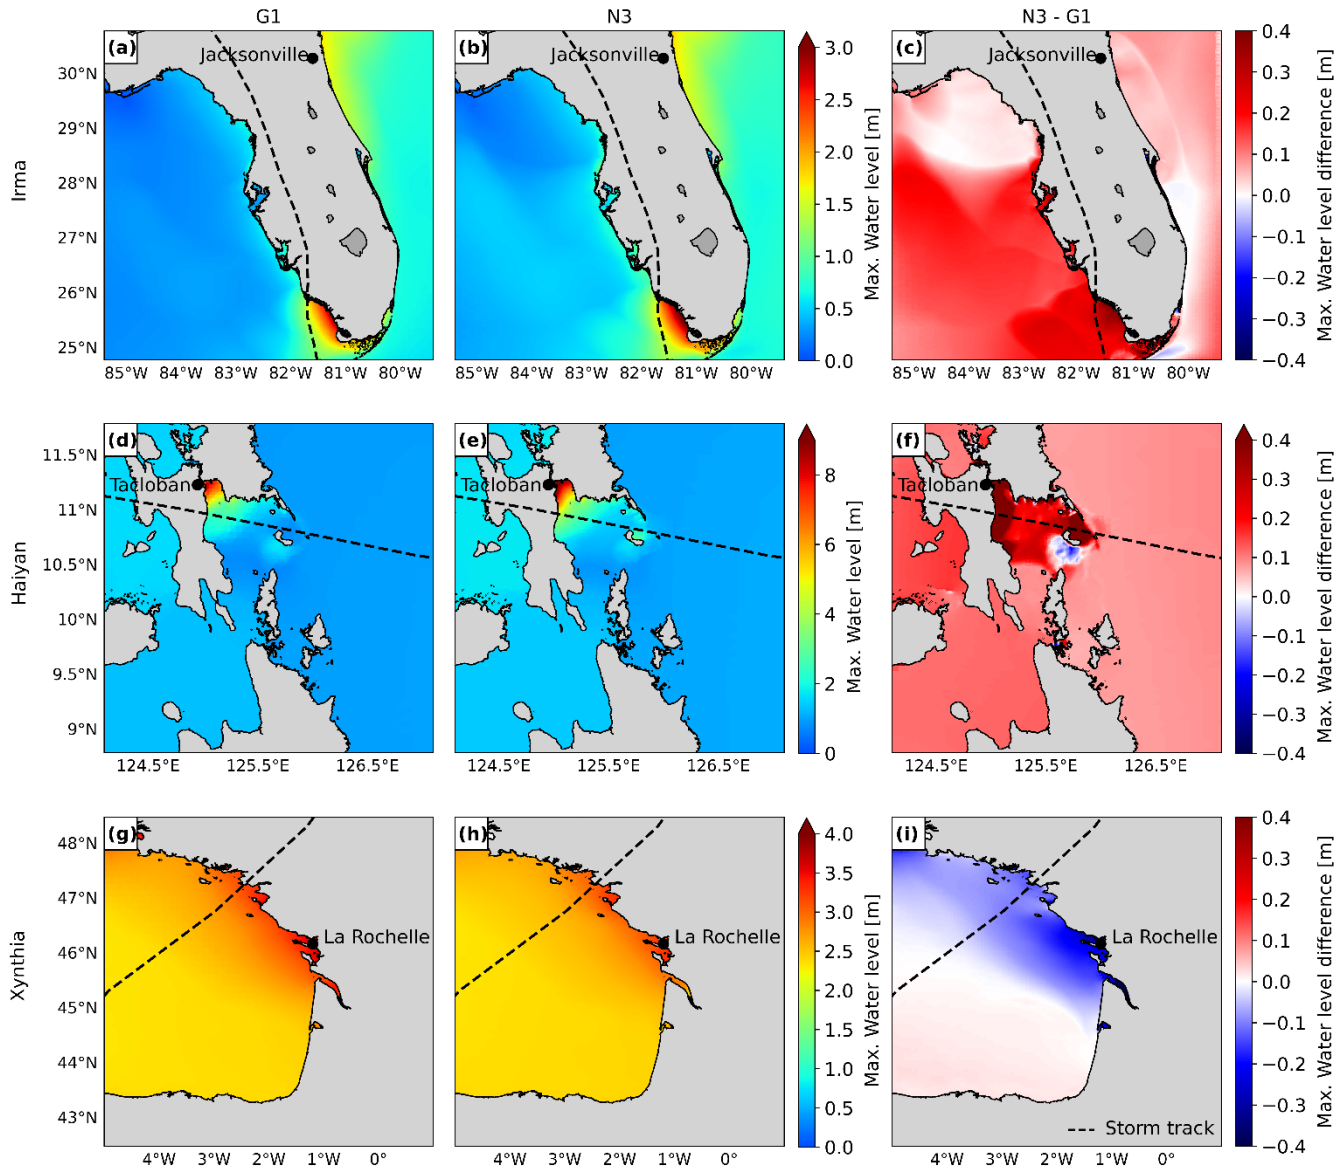 G1
N3
N3 - G1
Irma
(a)
Jacksonville
30°N
29°N
28°N
27°N
26°N
25°N
85°W 84°W 83°W 82°W 81°W 80°W
(b)
Jacksonville
85°W 84°W 83°W 82°W 81°W 80°W
3.0
2.5
2.0
1.5
1.0
0.5
0.0
Max. Water level [m]
(c)
Jacksonville
85°W 84°W 83°W 82°W 81°W 80°W
0.4
0.3
0.2
0.1
0.0
−0.1
−0.2
−0.3
−0.4
Max. Water level difference [m]
Haiyan
(d)
Tacloban
11.5°N
11°N
10.5°N
10°N
9.5°N
9°N
124.5°E 125.5°E 126.5°E
(e)
Tacloban
124.5°E 125.5°E 126.5°E
8
6
4
2
0
Max. Water level [m]
(f)
Tacloban
124.5°E 125.5°E 126.5°E
0.4
0.3
0.2
0.1
0.0
−0.1
−0.2
−0.3
−0.4
Max. Water level difference [m]
Xynthia
(g)
La Rochelle
48°N
47°N
46°N
45°N
44°N
43°N
4°W 3°W 2°W 1°W 0°
(h)
La Rochelle
4°W 3°W 2°W 1°W 0°
4.0
3.5
3.0
2.5
2.0
1.5
1.0
0.5
0.0
Max. Water level [m]
(i)
La Rochelle
Storm track
4°W 3°W 2°W 1°W 0°
0.4
0.3
0.2
0.1
0.0
−0.1
−0.2
−0.3
−0.4
Max. Water level difference [m]